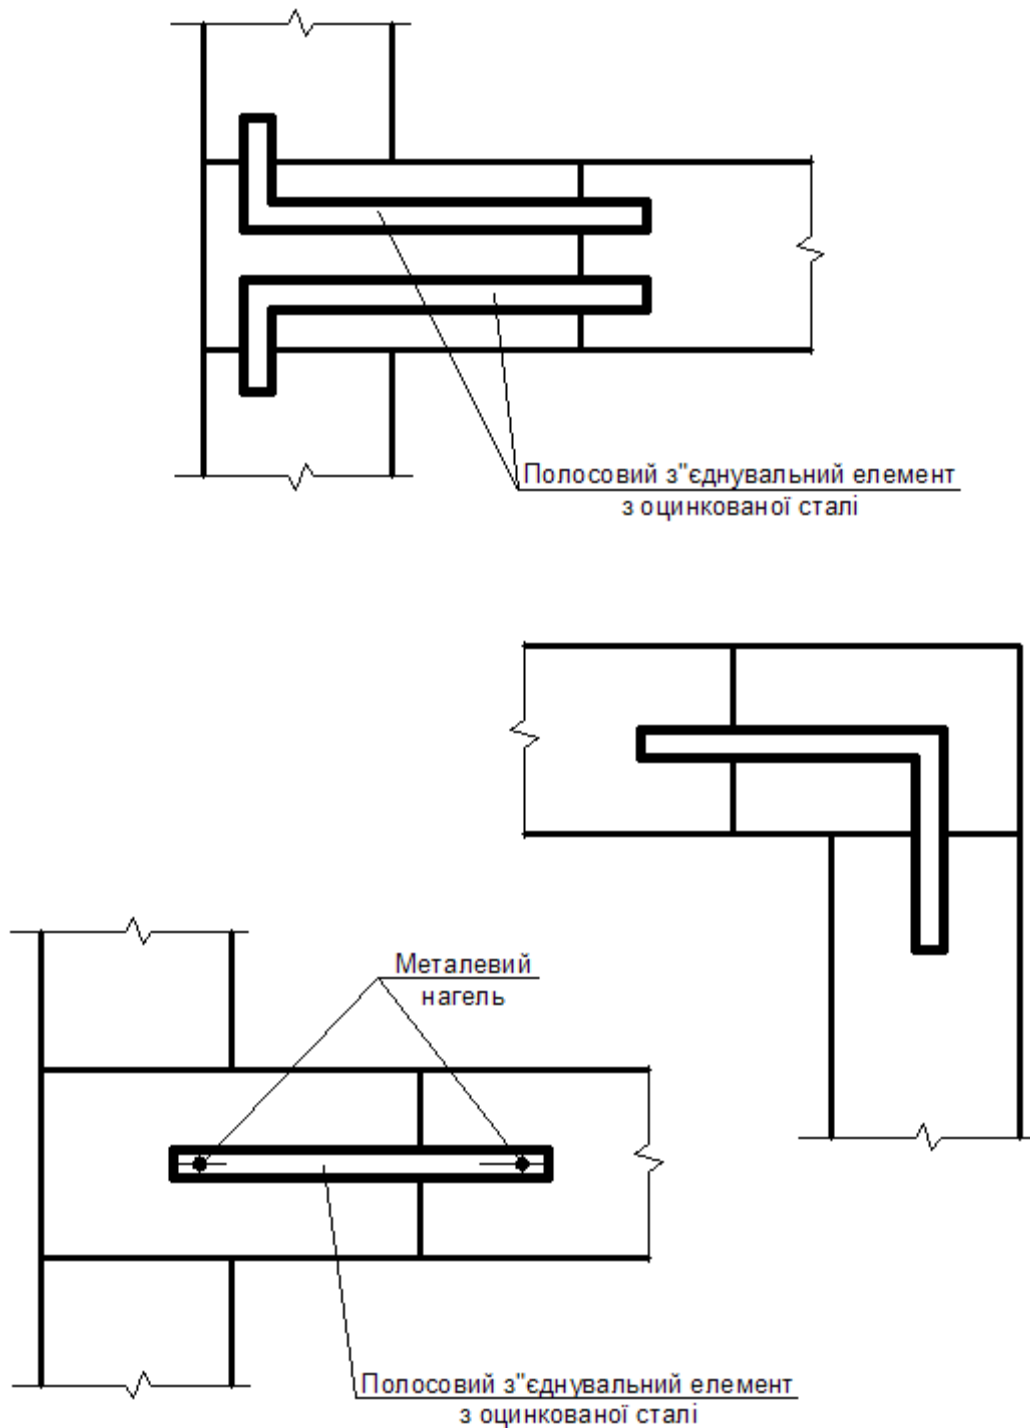 Полосовий з"єднувальний елемент
з оцинкованої сталі
Металевий
нагель
Полосовий з"єднувальний елемент
з оцинкованої сталі